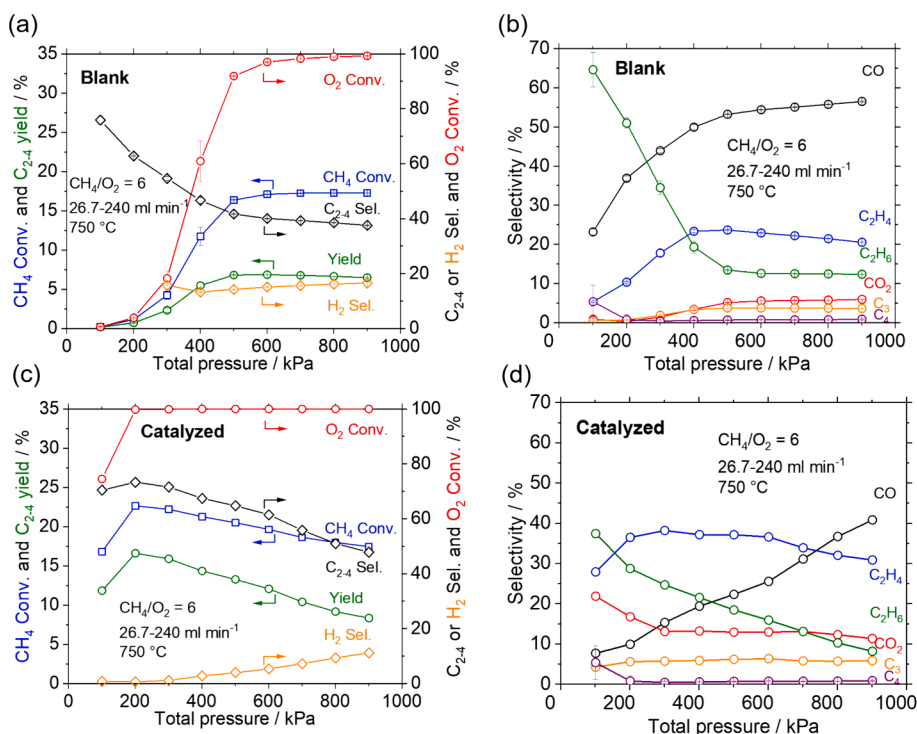 (a)
CH₄ Conv. and C₂₋₄ yield / %
35
30
25
20
15
10
5
0
Blank
O₂ Conv.
CH₄/O₂ = 6
26.7-240 ml min⁻¹
750 °C
CH₄ Conv.
C₂₋₄ Sel.
Yield
H₂ Sel.
100
80
60
40
20
0
C₂₋₄ or H₂ Sel. and O₂ Conv. / %
0 200 400 600 800 1000
Total pressure / kPa
(b)
Selectivity / %
70
60
50
40
30
20
10
0
Blank
CO
CH₄/O₂ = 6
26.7-240 ml min⁻¹
750 °C
C₂H₄
C₂H₆
CO₂
C₃
C₄
0 200 400 600 800 1000
Total pressure / kPa
(c)
CH₄ Conv. and C₂₋₄ yield / %
35
30
25
20
15
10
5
0
Catalyzed
O₂ Conv.
CH₄ Conv.
C₂₋₄ Sel.
Yield
CH₄/O₂ = 6
26.7-240 ml min⁻¹
750 °C
H₂ Sel.
100
80
60
40
20
0
C₂₋₄ or H₂ Sel. and O₂ Conv. / %
0 200 400 600 800 1000
Total pressure / kPa
(d)
Selectivity / %
70
60
50
40
30
20
10
0
Catalyzed
CH₄/O₂ = 6
26.7-240 ml min⁻¹
750 °C
CO
C₂H₄
C₂H₆
CO₂
C₃
C₄
0 200 400 600 800 1000
Total pressure / kPa